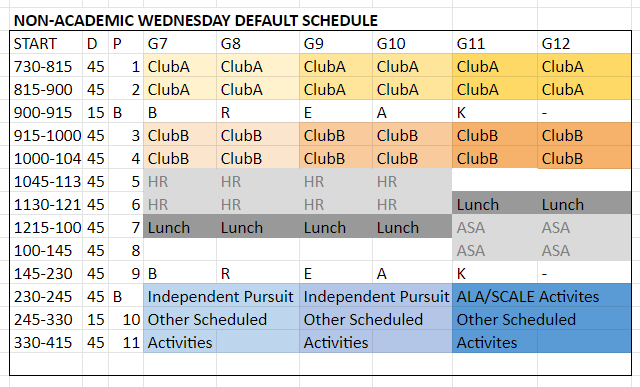 NON-ACADEMIC WEDNESDAY DEFAULT SCHEDULE
START D P G7 G8 G9 G10 G11 G12
730-815 45 1 ClubA ClubA ClubA ClubA ClubA ClubA
815-900 45 2 ClubA ClubA ClubA ClubA ClubA ClubA
900-915 15 B B R E A K -
915-1000 45 3 ClubB ClubB ClubB ClubB ClubB ClubB
1000-104 45 4 ClubB ClubB ClubB ClubB ClubB ClubB
1045-113 45 5 HR HR HR HR
1130-121 45 6 HR HR HR HR Lunch Lunch
1215-100 45 7 Lunch Lunch Lunch Lunch ASA ASA
100-145 45 8 ASA ASA
145-230 45 9 B R E A K -
230-245 45 B Independent Pursuit Independent Pursuit ALA/SCALE Activites
245-330 15 10 Other Scheduled Other Scheduled Other Scheduled
330-415 45 11 Activities Activities Activites